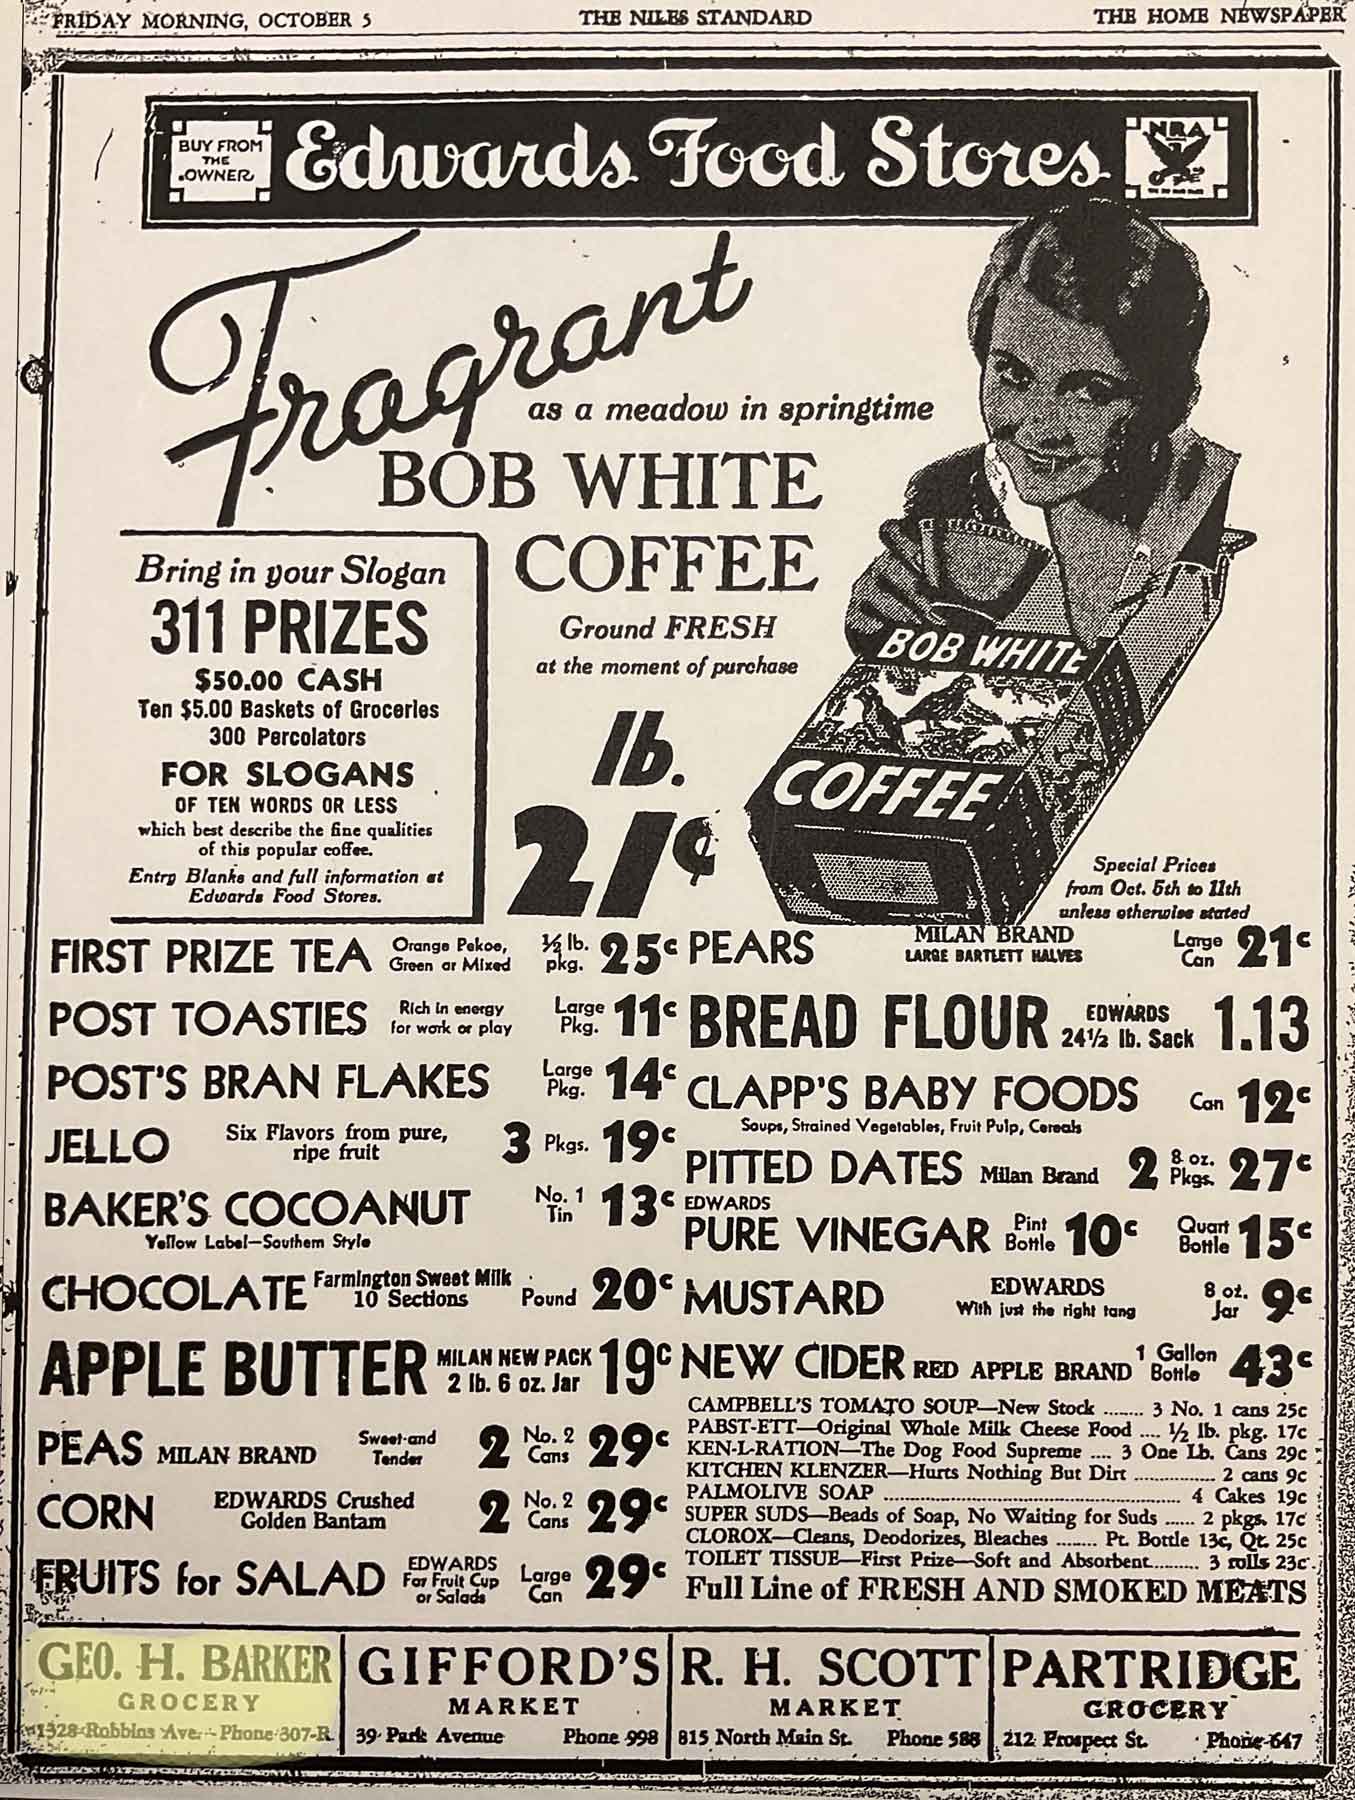 FRIDAY MORNING, OCTOBER 5 THE NILES STANDARD THE HOME NEWSPAPER
BUY FROM
THE
OWNER
Edwards Food Stores
NRA
Fragrant
as a meadow in springtime
BOB WHITE
COFFEE
Ground FRESH
at the moment of purchase
lb.
21¢
Bring in your Slogan
311 PRIZES
$50.00 CASH
Ten $5.00 Baskets of Groceries
300 Percolators
FOR SLOGANS
OF TEN WORDS OR LESS
which best describe the fine qualities
of this popular coffee.
Entry Blanks and full information at
Edwards Food Stores.
BOB WHITE
COFFEE
Special Prices
from Oct. 5th to 11th
unless otherwise stated
FIRST PRIZE TEA Orange Pekoe, Green or Mixed ½ lb. pkg. 25c
POST TOASTIES Rich in energy for work or play Large Pkg. 11c
POST'S BRAN FLAKES Large Pkg. 14c
JELLO Six Flavors from pure, ripe fruit 3 Pkgs. 19c
BAKER'S COCOANUT No. 1 Tin 13c
Yellow Label—Southern Style
CHOCOLATE Farmington Sweet Milk 10 Sections Pound 20c
APPLE BUTTER MILAN NEW PACK 2 lb. 6 oz. Jar 19c
PEAS MILAN BRAND Sweet and Tender 2 No. 2 Cans 29c
CORN EDWARDS Crushed Golden Bantam 2 No. 2 Cans 29c
FRUITS for SALAD EDWARDS For Fruit Cup or Salads Large Can 29c
PEARS MILAN BRAND LARGE BARTLETT HALVES Large Can 21c
BREAD FLOUR EDWARDS 24½ lb. Sack 1.13
CLAPP'S BABY FOODS Can 12c
Soups, Strained Vegetables, Fruit Pulp, Cereals
PITTED DATES Milan Brand 2 8 oz. Pkgs. 27c
EDWARDS
PURE VINEGAR Pint Bottle 10c Quart Bottle 15c
MUSTARD EDWARDS With just the right tang 8 oz. Jar 9c
NEW CIDER RED APPLE BRAND 1 Gallon Bottle 43c
CAMPBELL'S TOMATO SOUP—New Stock ........ 3 No. 1 cans 25c
PABST-ETT—Original Whole Milk Cheese Food .... ½ lb. pkg. 17c
KEN-L-RATION—The Dog Food Supreme .... 3 One Lb. Cans 29c
KITCHEN KLENZER—Hurts Nothing But Dirt .............. 2 cans 9c
PALMOLIVE SOAP .................................................. 4 Cakes 19c
SUPER SUDS—Beads of Soap, No Waiting for Suds ...... 2 pkgs. 17c
CLOROX—Cleans, Deodorizes, Bleaches ........ Pt. Bottle 13c, Qt. 25c
TOILET TISSUE—First Prize—Soft and Absorbent.......... 3 rolls 23c
Full Line of FRESH AND SMOKED MEATS
GEO. H. BARKER
GROCERY
1328 Robbins Ave. - Phone 307-R
GIFFORD'S
MARKET
39 Park Avenue Phone 998
R. H. SCOTT
MARKET
815 North Main St. Phone 588
PARTRIDGE
GROCERY
212 Prospect St. Phone 647